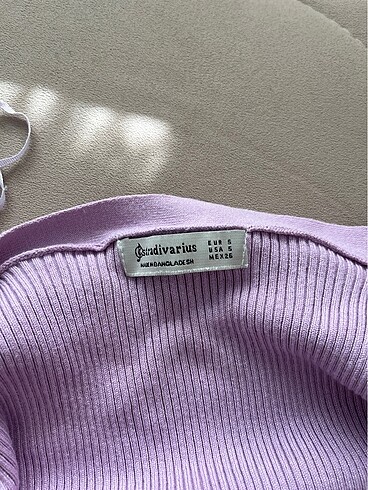 stradivarius
MADE IN BANGLADESH
EUR S
USA S
MEX 26